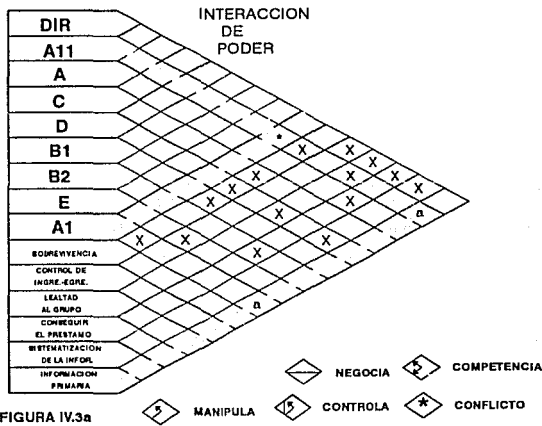 INTERACCION
DE
PODER
DIR
A11
A
C
D
B1
B2
E
A1
SOBREVIVENCIA
CONTROL DE
INGRE.-EGRE.
LEALTAD
AL GRUPO
CONSEGUIR
EL PRESTAMO
SISTEMATIZACION
DE LA INFOR.
INFORMACION
PRIMARIA
*
X X
X
X X X
X X X
X X
X a
X X X
X
a
NEGOCIA
COMPETENCIA
MANIPULA
CONTROLA
CONFLICTO
FIGURA IV.3a